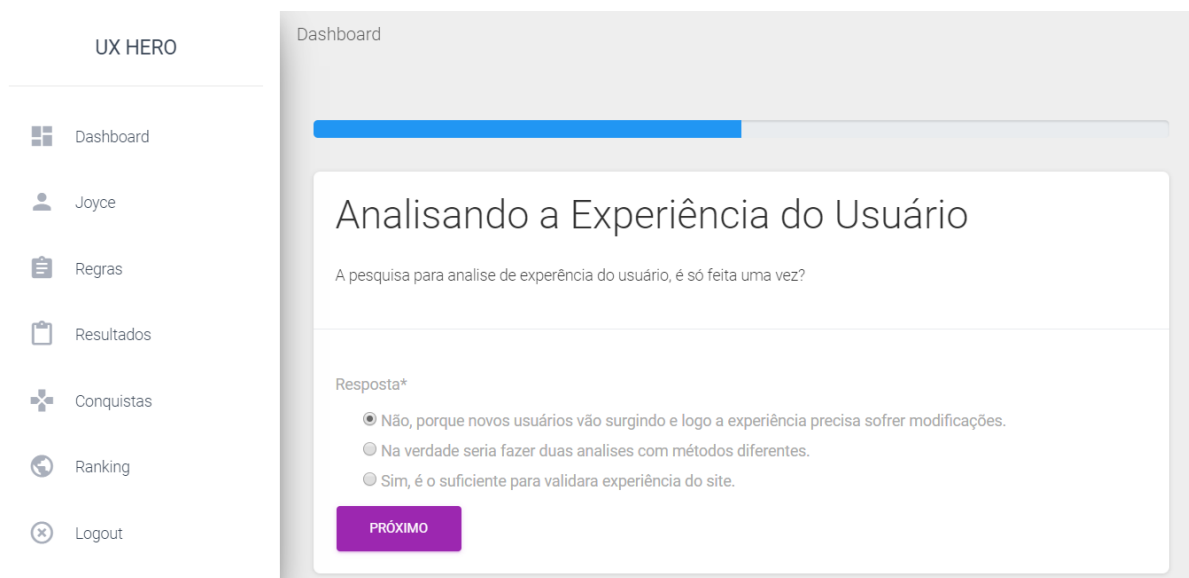 UX HERO
Dashboard
Joyce
Regras
Resultados
Conquistas
Ranking
Logout
Dashboard
Analisando a Experiência do Usuário
A pesquisa para analise de experência do usuário, é só feita uma vez?
Resposta*
Não, porque novos usuários vão surgindo e logo a experiência precisa sofrer modificações.
Na verdade seria fazer duas analises com métodos diferentes.
Sim, é o suficiente para validara experiência do site.
PRÓXIMO